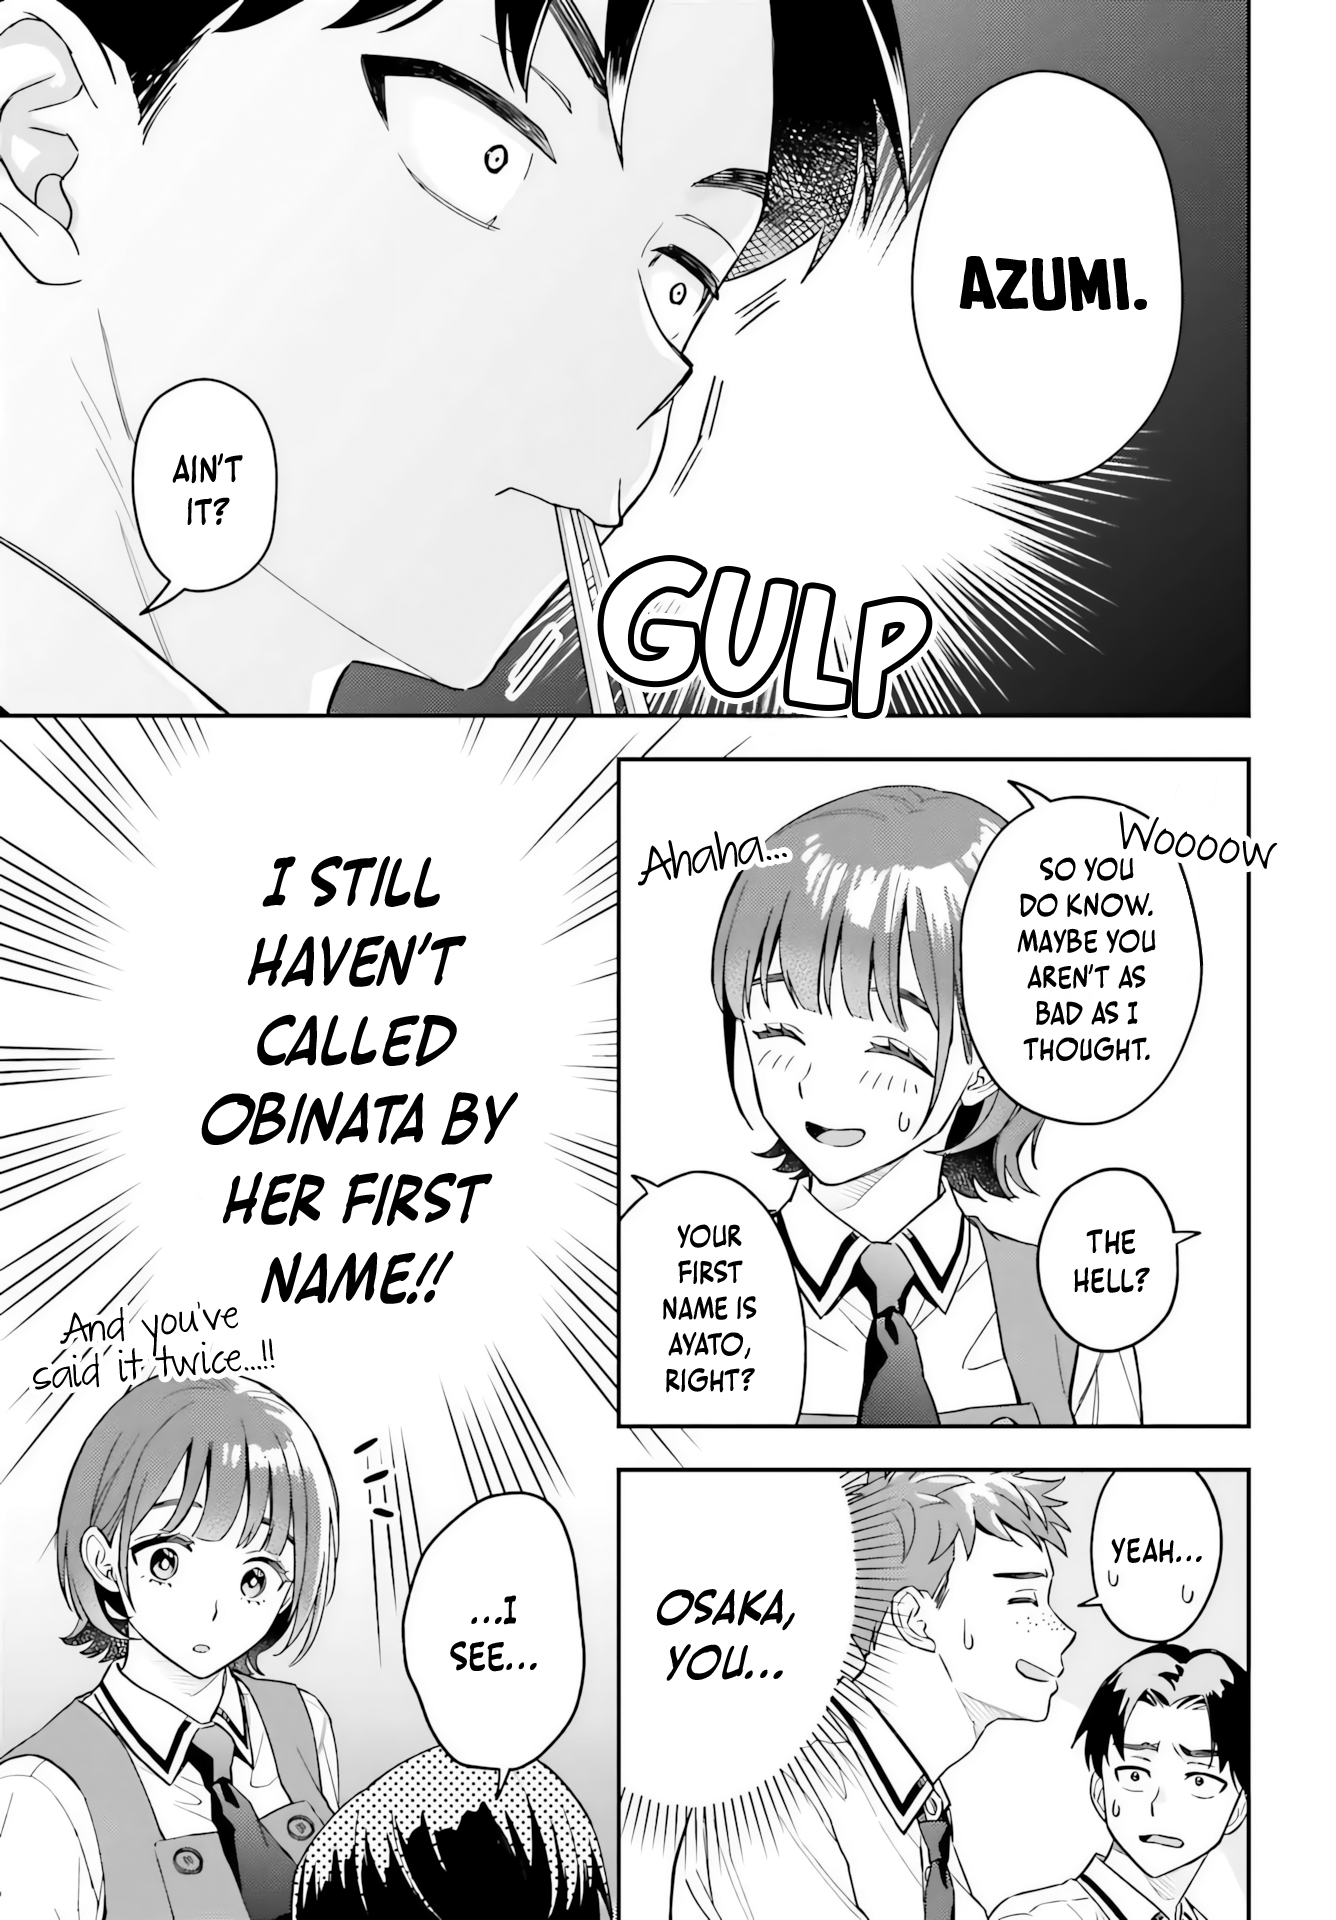 AZUMI.
AIN'T
IT?
GULP
Woooow
SO YOU
DO KNOW.
MAYBE YOU
AREN'T AS
BAD AS I
THOUGHT.
Ahaha...
THE
HELL?
YOUR
FIRST
NAME IS
AYATO,
RIGHT?
I STILL
HAVEN'T
CALLED
OBINATA BY
HER FIRST
NAME!!
And you've
said it twice...!!
YEAH...
OSAKA,
YOU...
...I
SEE...